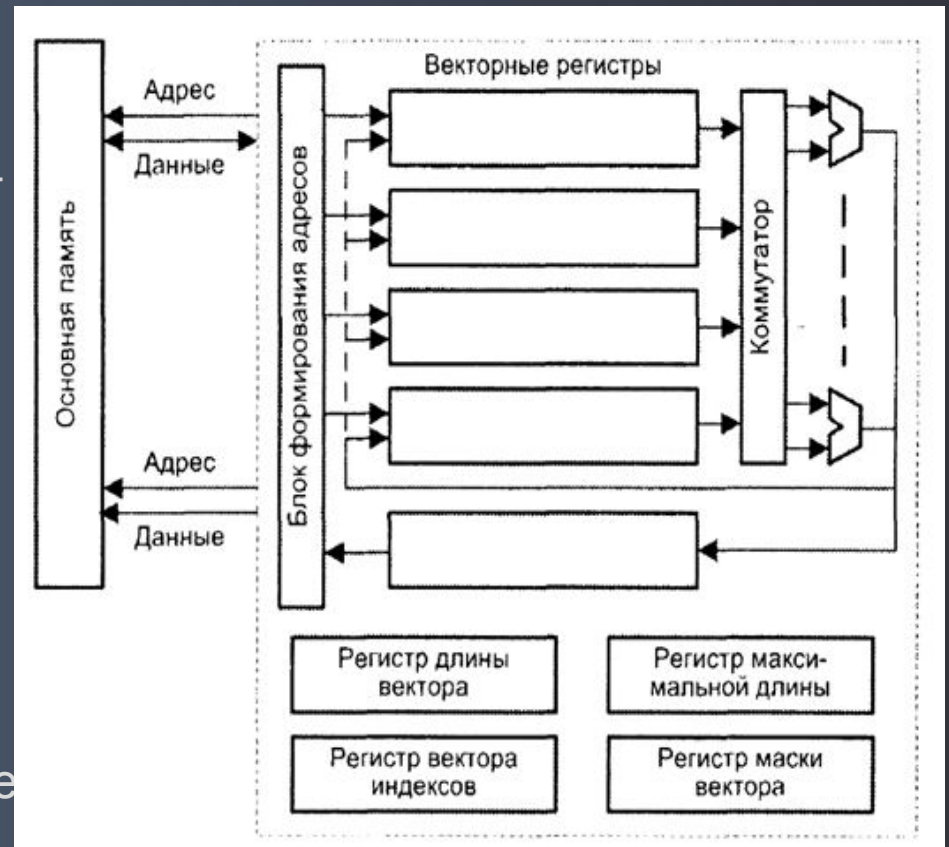 Векторные регистры
Адрес
Данные
Основная память
Блок формирования адресов
Коммутатор
Адрес
Данные
Регистр длины
вектора
Регистр макси-
мальной длины
Регистр вектора
индексов
Регистр маски
вектора